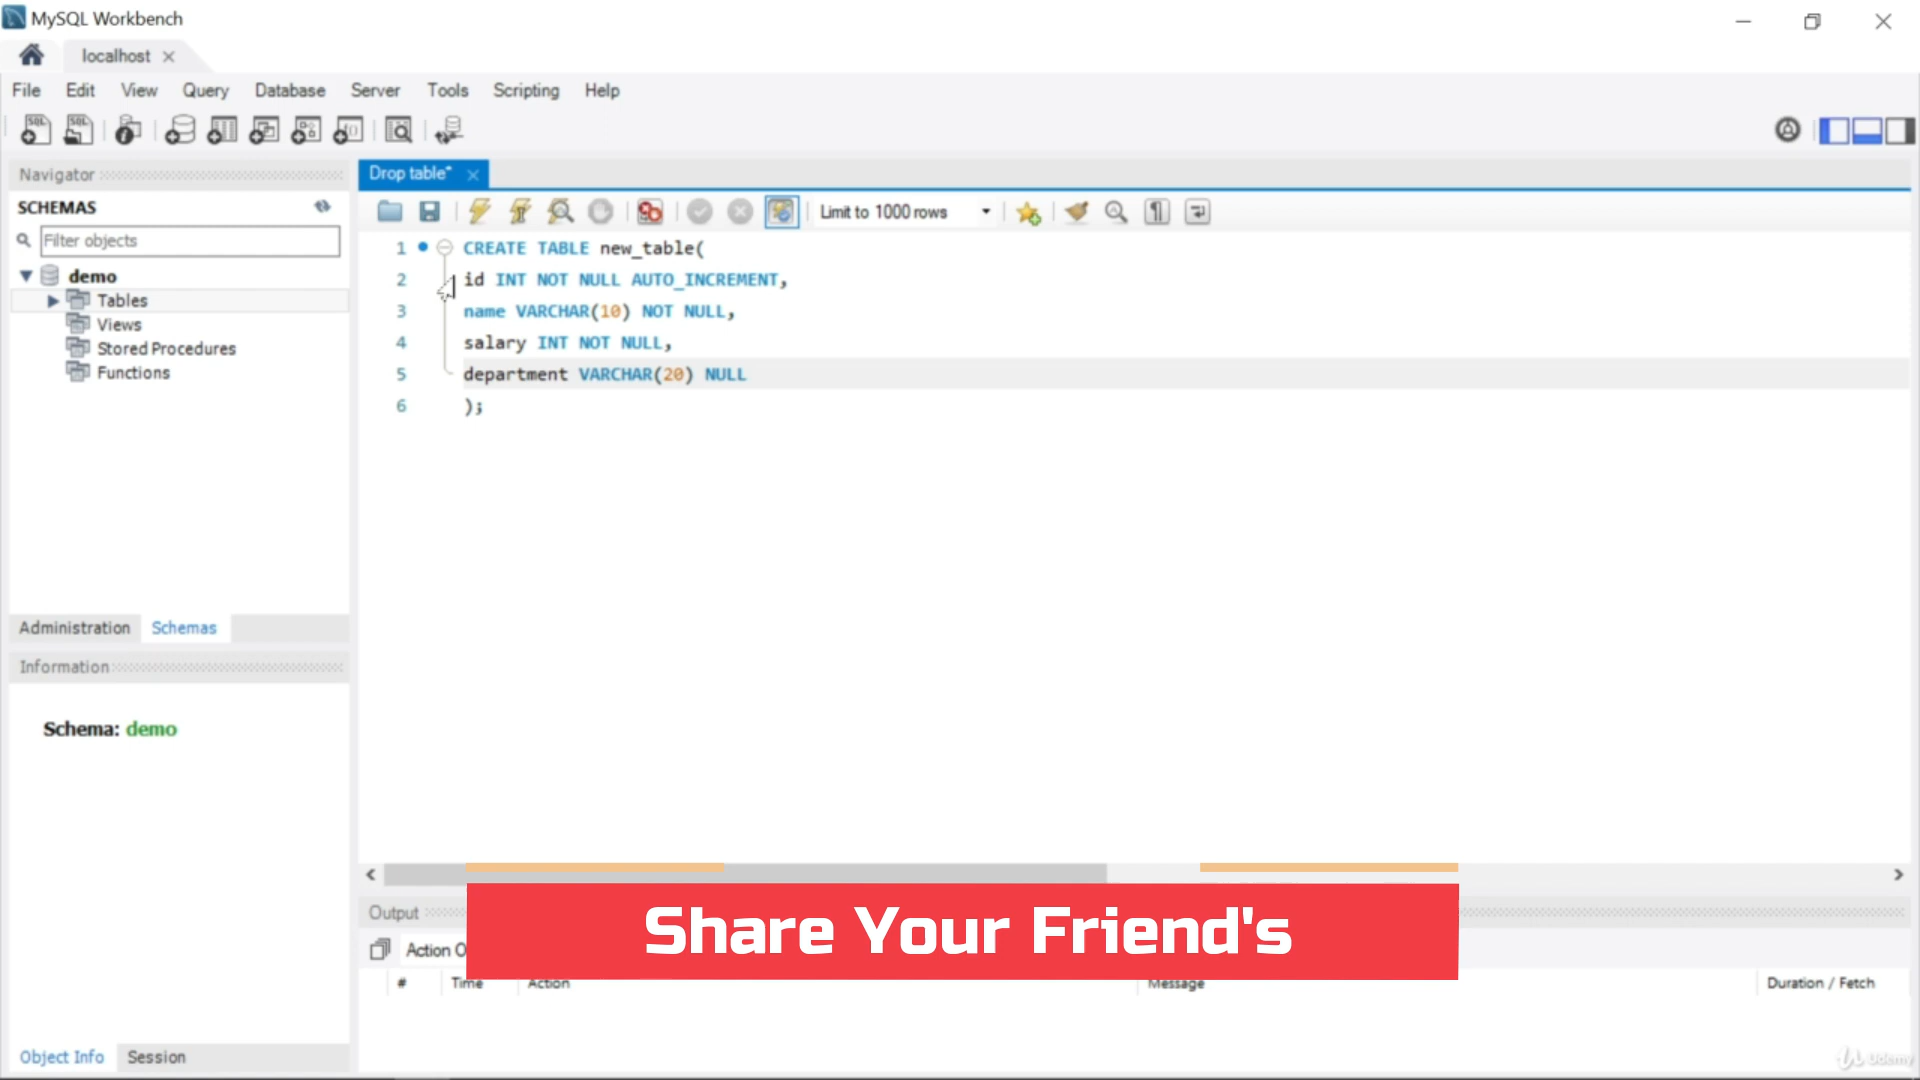 MySQL Workbench
localhost
File Edit View Query Database Server Tools Scripting Help
Navigator
SCHEMAS
Filter objects
demo
Tables
Views
Stored Procedures
Functions
Administration Schemas
Information
Schema: demo
Object Info Session
Drop table*
Limit to 1000 rows
1 CREATE TABLE new_table(
2 id INT NOT NULL AUTO_INCREMENT,
3 name VARCHAR(10) NOT NULL,
4 salary INT NOT NULL,
5 department VARCHAR(20) NULL
6 );
Output
Action O
# Time Action Message Duration / Fetch
Share Your Friend's
Udemy